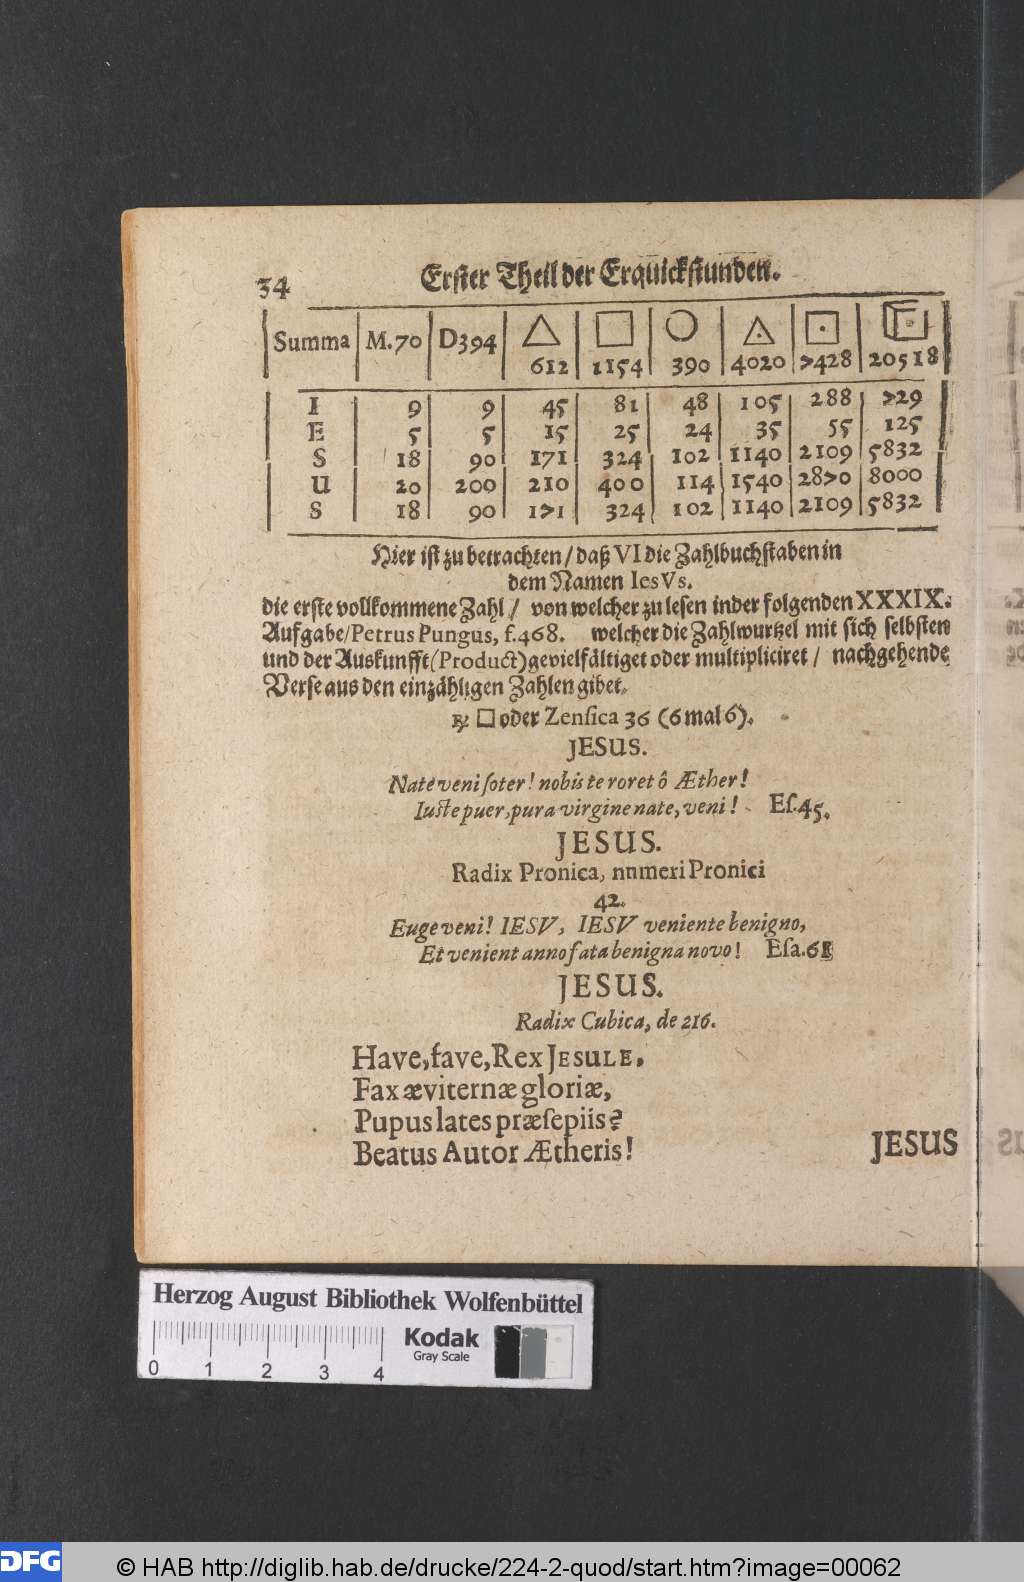 34
Erster Theil der Erquickstunden.
Summa M.70 D394 △ 612 □ 1154 ○ 390 4020 7428 20518
I 9 9 45 81 48 105 288 729
E 5 5 15 25 24 35 55 125
S 18 90 171 324 102 1140 2109 5832
U 20 200 210 400 114 1540 2870 8000
S 18 90 171 324 102 1140 2109 5832
Hier ist zu betrachten / daß VI die Zahlbuchstaben in
dem Namen IesVs.
die erste vollkommene Zahl / von welcher zu lesen in der folgenden XXXIX.
Aufgabe / Petrus Pungus, f. 468. welcher die Zahlwurtzel mit sich selbsten
und der Auskunfft (Product) gevielfältiget oder multipliciret / nachgehende
Verse aus den einzähligen Zahlen gibet.
℞ □ oder Zenſica 36 (6 mal 6).
JESUS.
Nate veni ſoter! nobis te roret ô Æther!
Iuste puer, pura virgine nate, veni! Eſ. 45.
JESUS.
Radix Pronica, numeri Pronici
42.
Euge veni! IESV, IESV veniente benigno,
Et venient anno fata benigna novo! Eſa. 61
JESUS.
Radix Cubica, de 216.
Have, fave, Rex JESULE,
Fax æviternæ gloriæ,
Pupus lates præſepiis?
Beatus Autor Ætheris!
JESUS
Herzog August Bibliothek Wolfenbüttel
Kodak
Gray Scale
0 1 2 3 4
DFG
© HAB http://diglib.hab.de/drucke/224-2-quod/start.htm?image=00062